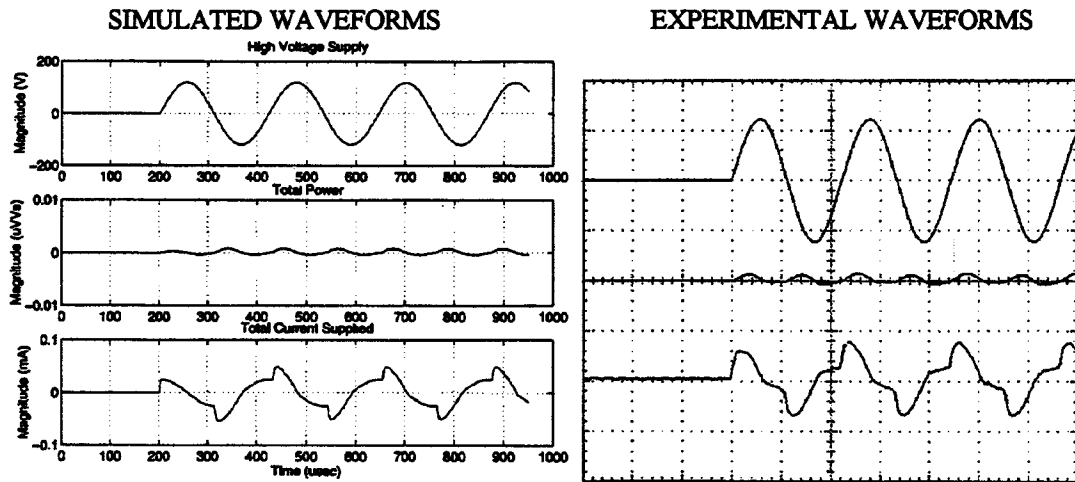 SIMULATED WAVEFORMS
High Voltage Supply
Magnitude (V)
200
0
−200
0 100 200 300 400 500 600 700 800 900 1000
Total Power
Magnitude (uVVs)
0.01
0
−0.01
0 100 200 300 400 500 600 700 800 900 1000
Total Current Supplied
Magnitude (mA)
0.1
0
−0.1
0 100 200 300 400 500 600 700 800 900 1000
Time (usec)
EXPERIMENTAL WAVEFORMS